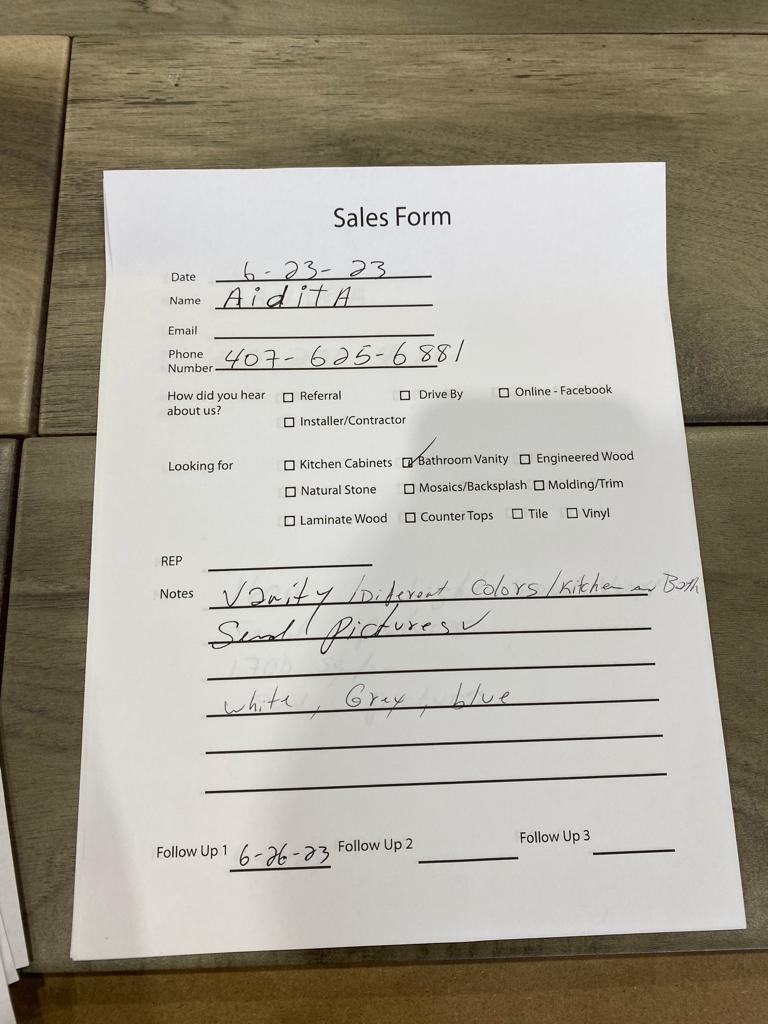 Sales Form
Date 6-23-23
Name AiditA
Email
Phone Number 407-625-6881
How did you hear about us? ☐ Referral ☐ Drive By ☐ Online - Facebook
☐ Installer/Contractor
Looking for ☐ Kitchen Cabinets ☑ Bathroom Vanity ☐ Engineered Wood
☐ Natural Stone ☐ Mosaics/Backsplash ☐ Molding/Trim
☐ Laminate Wood ☐ Counter Tops ☐ Tile ☐ Vinyl
REP
Notes Vanity / Different Colors / Kitchen Bath
Send Pictures ✓
white, Grey, blue
Follow Up 1 6-26-23 Follow Up 2 Follow Up 3